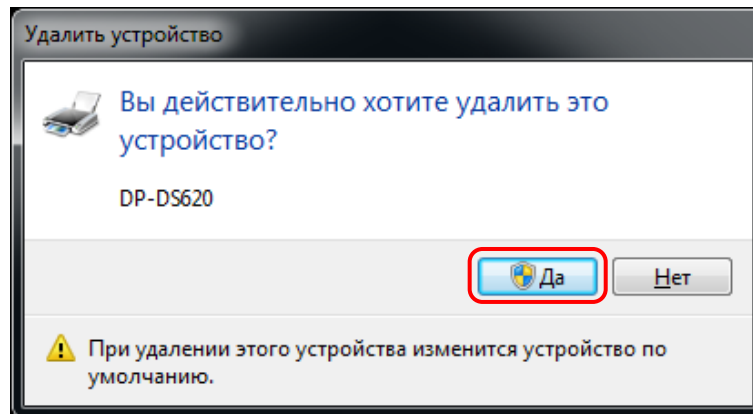 Удалить устройство
Вы действительно хотите удалить это
устройство?
DP-DS620
Да
Нет
При удалении этого устройства изменится устройство по
умолчанию.